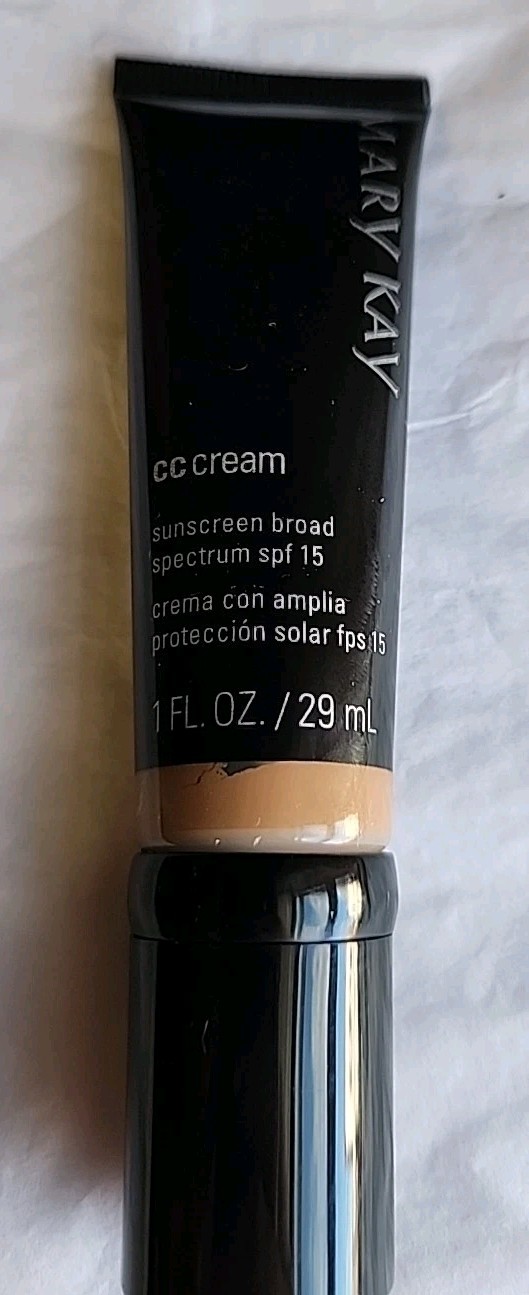 MARY KAY
cc cream
sunscreen broad
spectrum spf 15
crema con amplia
protección solar fps 15
1 FL. OZ. / 29 mL